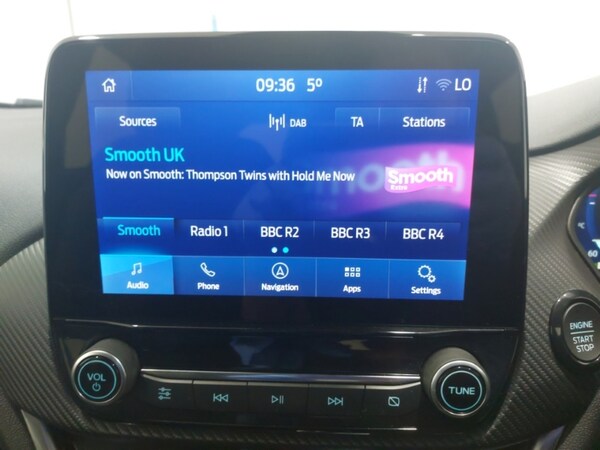 09:36 5º LO
Sources DAB TA Stations
Smooth UK
Now on Smooth: Thompson Twins with Hold Me Now
Smooth
Radio
Smooth Radio 1 BBC R2 BBC R3 BBC R4
Audio Phone Navigation Apps Settings
ENGINE
START
STOP
60
VOL
TUNE